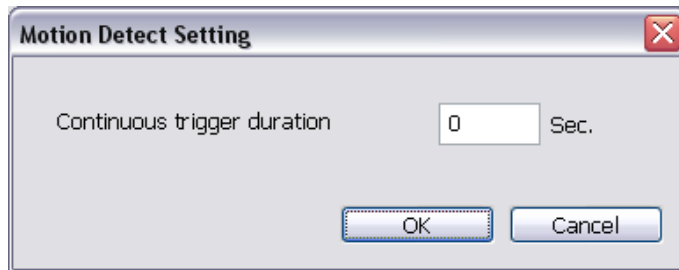 Motion Detect Setting
Continuous trigger duration 0 Sec.
OK Cancel